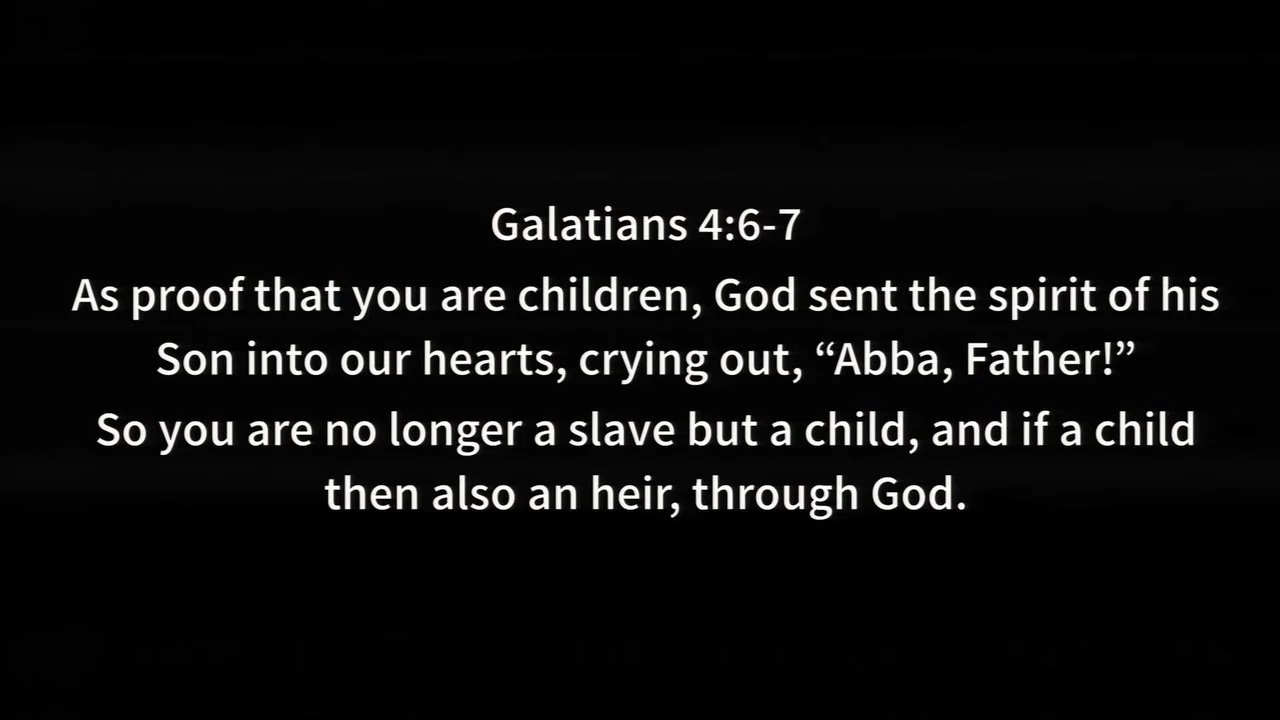 Galatians 4:6-7
As proof that you are children, God sent the spirit of his
Son into our hearts, crying out, “Abba, Father!”
So you are no longer a slave but a child, and if a child
then also an heir, through God.